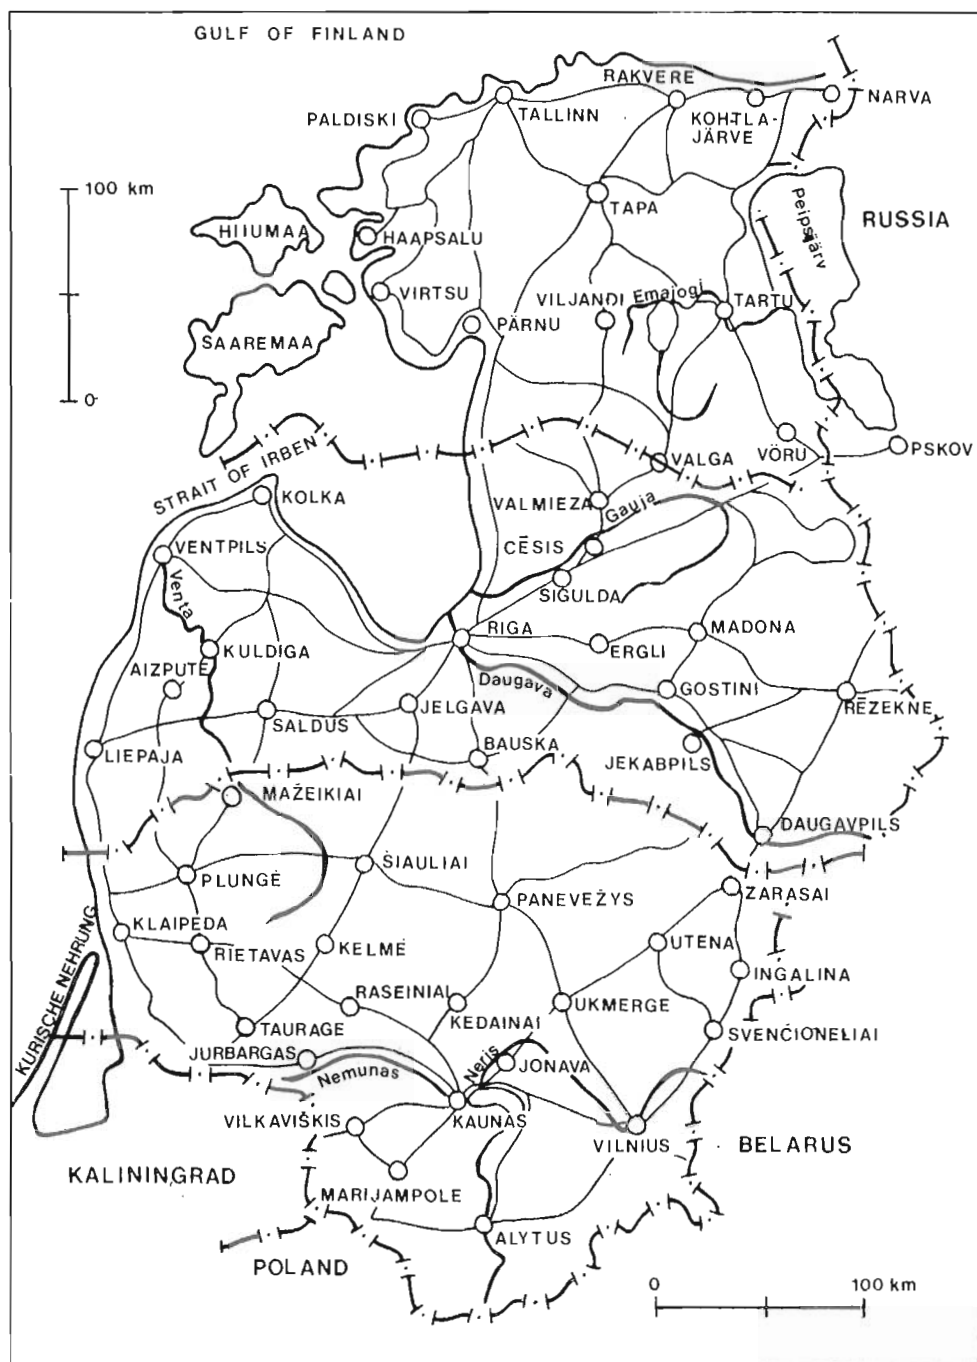 GULF OF FINLAND
RAKVERE
NARVA
PALDISKI
TALLINN
KOHTLA-
JÄRVE
100 km
TAPA
Peipsijärv
RUSSIA
HIIUMAA
HAAPSALU
VIRTSU
VILJANDI
Emajogi
TARTU
PÄRNU
SAAREMAA
0
STRAIT OF IRBEN
VALGA
VÖRU
PSKOV
KOLKA
VALMIEZA
Gauja
VENTPILS
CĒSIS
Venta
SIGULDA
RIGA
MADONA
KULDIGA
ERGLI
AIZPUTE
Daugava
GOSTINI
SALDUS
JELGAVA
RĒZEKNE
LIEPAJA
BAUSKA
JEKABPILS
MAŽEIKIAI
DAUGAVPILS
ŠIAULIAI
PLUNGĖ
PANEVEŽYS
ZARASAI
KLAIPEDA
KURISCHE NEHRUNG
RIETAVAS
KELMĖ
UTENA
INGALINA
RASEINIAI
UKMERGE
TAURAGE
KEDAINAI
SVENČIONELIAI
JURBARGAS
Nemunas
Neris
JONAVA
VILKAVIŠKIS
KAUNAS
VILNIUS
BELARUS
KALININGRAD
MARIJAMPOLE
ALYTUS
POLAND
0
100 km